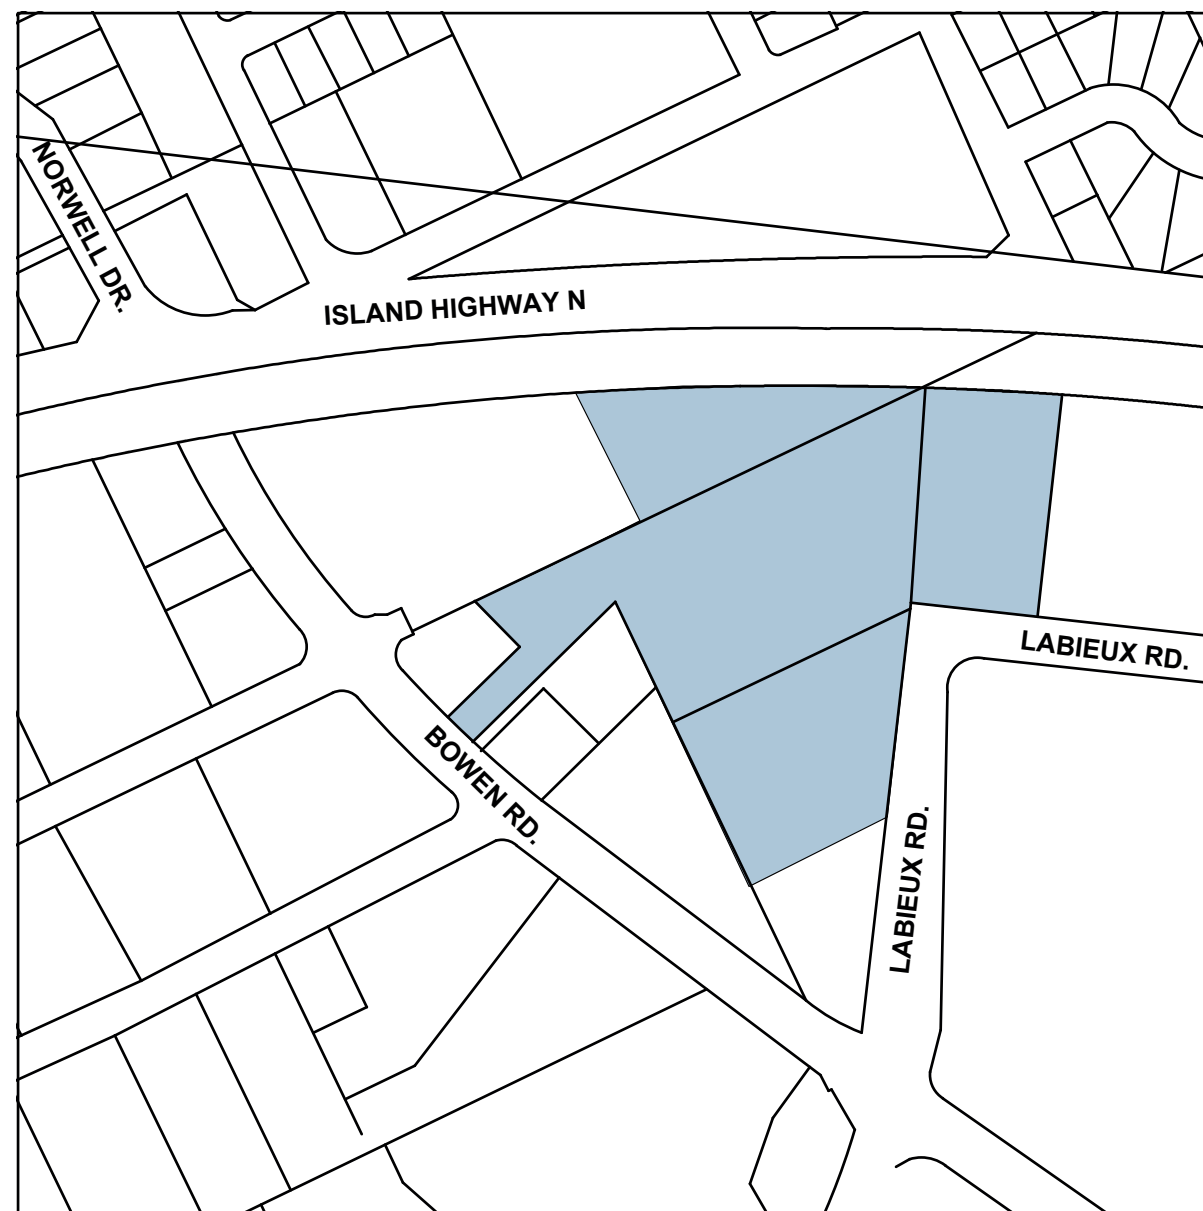 NORWELL DR.
ISLAND HIGHWAY N
LABIEUX RD.
BOWEN RD.
LABIEUX RD.